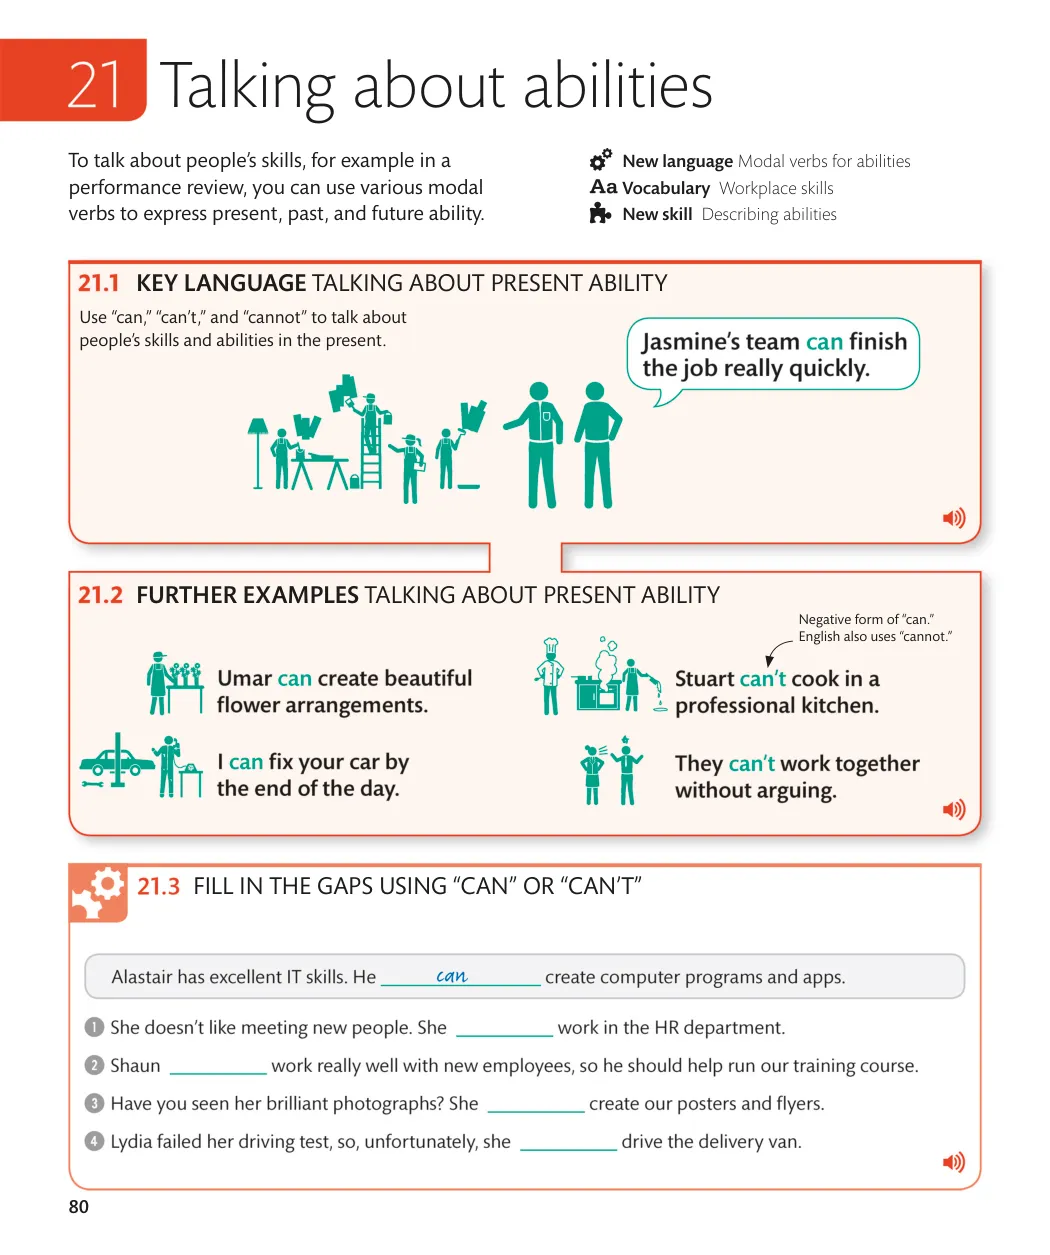 21 Talking about abilities
To talk about people's skills, for example in a
performance review, you can use various modal
verbs to express present, past, and future ability.
New language Modal verbs for abilities
Aa Vocabulary Workplace skills
New skill Describing abilities
21.1 KEY LANGUAGE TALKING ABOUT PRESENT ABILITY
Use “can,” “can’t,” and “cannot” to talk about
people’s skills and abilities in the present.
Jasmine’s team can finish
the job really quickly.
21.2 FURTHER EXAMPLES TALKING ABOUT PRESENT ABILITY
Negative form of “can.”
English also uses “cannot.”
Umar can create beautiful
flower arrangements.
Stuart can’t cook in a
professional kitchen.
I can fix your car by
the end of the day.
They can’t work together
without arguing.
21.3 FILL IN THE GAPS USING “CAN” OR “CAN’T”
Alastair has excellent IT skills. He can create computer programs and apps.
1 She doesn’t like meeting new people. She ________ work in the HR department.
2 Shaun ________ work really well with new employees, so he should help run our training course.
3 Have you seen her brilliant photographs? She ________ create our posters and flyers.
4 Lydia failed her driving test, so, unfortunately, she ________ drive the delivery van.
80